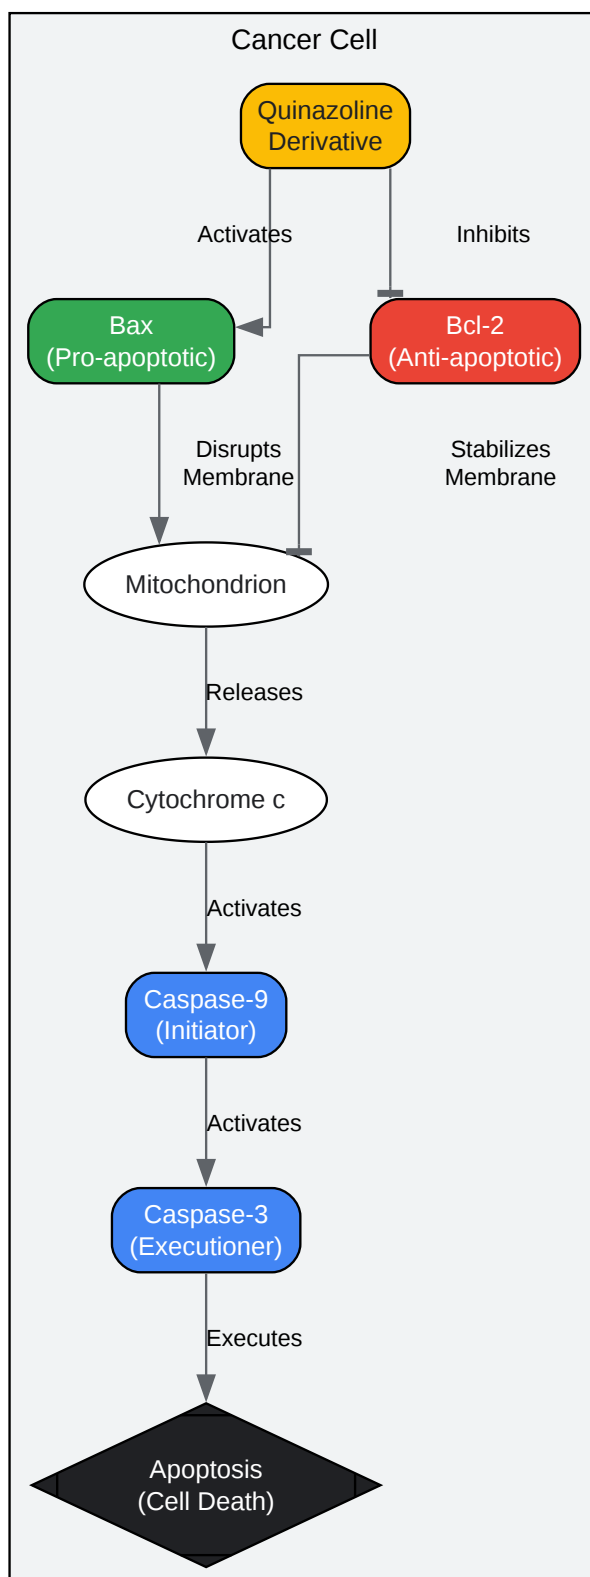 Cancer Cell
Quinazoline
Derivative
Activates
Inhibits
Bax
(Pro-apoptotic)
Bcl-2
(Anti-apoptotic)
Disrupts
Membrane
Stabilizes
Membrane
Mitochondrion
Releases
Cytochrome c
Activates
Caspase-9
(Initiator)
Activates
Caspase-3
(Executioner)
Executes
Apoptosis
(Cell Death)